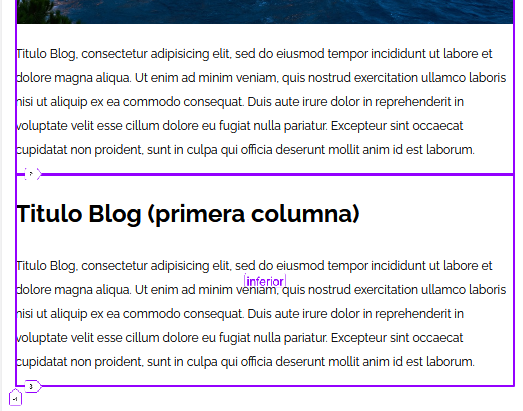 Titulo Blog, consectetur adipisicing elit, sed do eiusmod tempor incididunt ut labore et
dolore magna aliqua. Ut enim ad minim veniam, quis nostrud exercitation ullamco laboris
nisi ut aliquip ex ea commodo consequat. Duis aute irure dolor in reprehenderit in
voluptate velit esse cillum dolore eu fugiat nulla pariatur. Excepteur sint occaecat
cupidatat non proident, sunt in culpa qui officia deserunt mollit anim id est laborum.
2
Titulo Blog (primera columna)
Titulo Blog, consectetur adipisicing elit, sed do eiusmod tempor incididunt ut labore et
inferior
dolore magna aliqua. Ut enim ad minim veniam, quis nostrud exercitation ullamco laboris
nisi ut aliquip ex ea commodo consequat. Duis aute irure dolor in reprehenderit in
voluptate velit esse cillum dolore eu fugiat nulla pariatur. Excepteur sint occaecat
cupidatat non proident, sunt in culpa qui officia deserunt mollit anim id est laborum.
3
-1